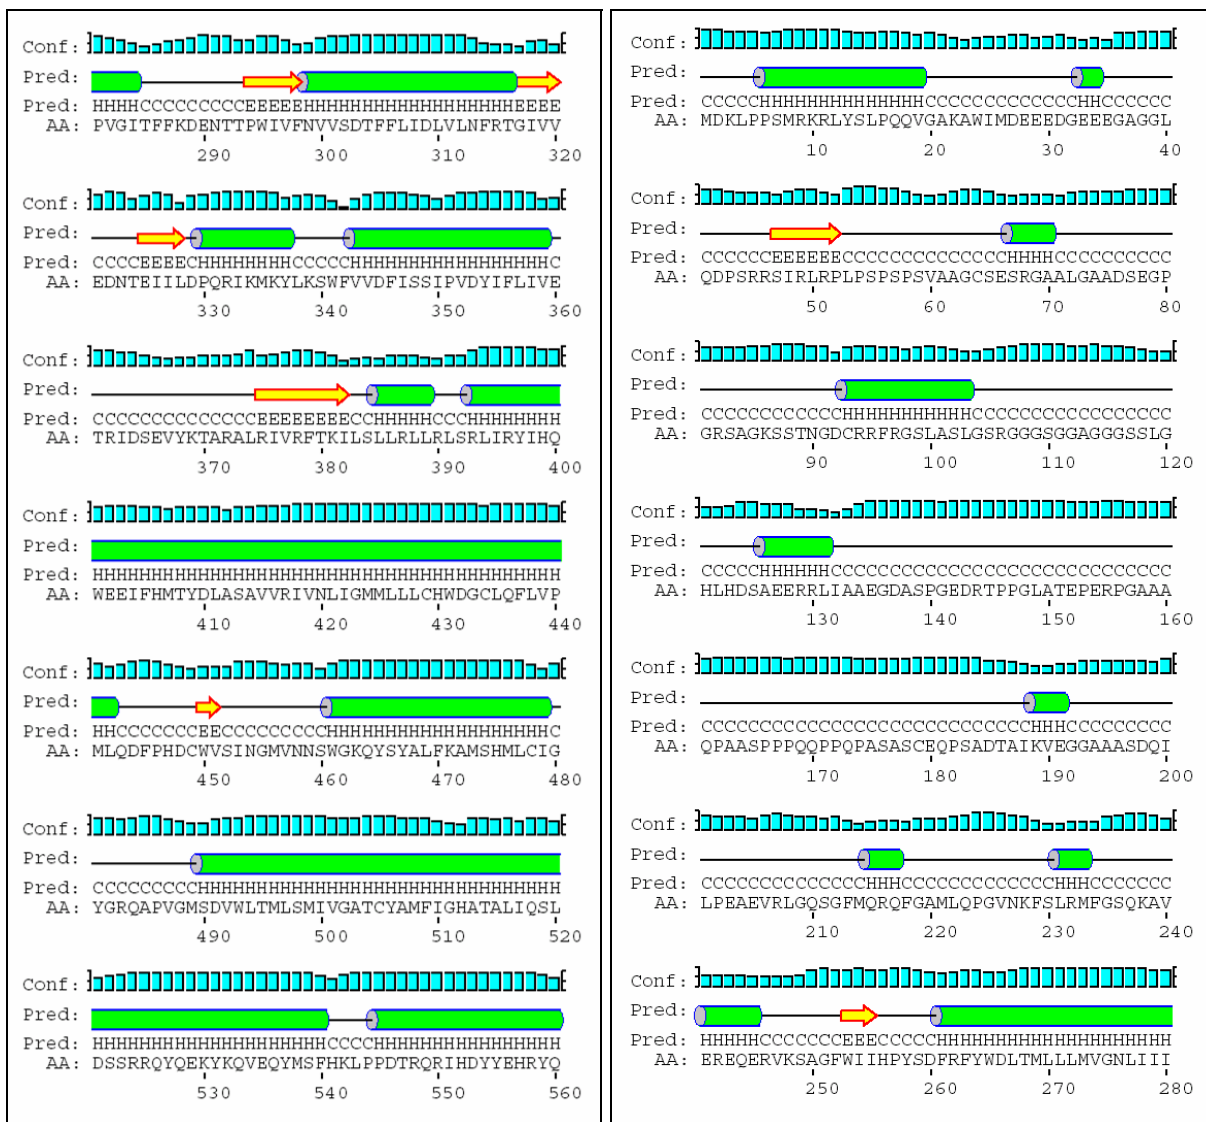 Conf:
Pred:
Pred: HHHHCCCCCCCCCEEEEEHHHHHHHHHHHHHHHHHHEEEE
AA: PVGITFFKDENTTPWIVFNVVSDTFFLIDLVLNFRTGIVV
290 300 310 320
Conf:
Pred:
Pred: CCCCEEEECHHHHHHHHCCCCCHHHHHHHHHHHHHHHHHC
AA: EDNTEIILDPQRIKMKYLKSWFVVDFISSIPVDYIFLIVE
330 340 350 360
Conf:
Pred:
Pred: CCCCCCCCCCCCCCEEEEEEEECCHHHHHCCCHHHHHHHH
AA: TRIDSEVYKTARALRIVRFTKILSLLRLLRLSRLIRYIHQ
370 380 390 400
Conf:
Pred:
Pred: HHHHHHHHHHHHHHHHHHHHHHHHHHHHHHHHHHHHHHHH
AA: WEEIFHMTYDLASAVVRIVNLIGMMLLLCHWDGCLQFLVP
410 420 430 440
Conf:
Pred:
Pred: HHCCCCCCCEECCCCCCCCCHHHHHHHHHHHHHHHHHHHC
AA: MLQDFPHDCWVSINGMVNNSWGKQYSYALFKAMSHMLCIG
450 460 470 480
Conf:
Pred:
Pred: CCCCCCCCCHHHHHHHHHHHHHHHHHHHHHHHHHHHHHHH
AA: YGRQAPVGMSDVWLTMLSMIVGATCYAMFIGHATALIQSL
490 500 510 520
Conf:
Pred:
Pred: HHHHHHHHHHHHHHHHHHHHCCCCHHHHHHHHHHHHHHHH
AA: DSSRRQYQEKYKQVEQYMSFHKLPPDTRQRIHDYYEHRYQ
530 540 550 560
Conf:
Pred:
Pred: CCCCCHHHHHHHHHHHHHHCCCCCCCCCCCCCHHCCCCCC
AA: MDKLPPSMRKRLYSLPQQVGAKAWIMDEEEDGEEEGAGGL
10 20 30 40
Conf:
Pred:
Pred: CCCCCCEEEEEECCCCCCCCCCCCCCHHHHCCCCCCCCCC
AA: QDPSRRSIRLRPLPSPSPSVAAGCSESRGAALGAADSEGP
50 60 70 80
Conf:
Pred:
Pred: CCCCCCCCCCCCHHHHHHHHHHHCCCCCCCCCCCCCCCCC
AA: GRSAGKSSTNGDCRRFRGSLASLGSRGGGSGGAGGGSSLG
90 100 110 120
Conf:
Pred:
Pred: CCCCCHHHHHHCCCCCCCCCCCCCCCCCCCCCCCCCCCCC
AA: HLHDSAEERRLIAAEGDASPGEDRTPPGLATEPERPGAAA
130 140 150 160
Conf:
Pred:
Pred: CCCCCCCCCCCCCCCCCCCCCCCCCCCCHHHCCCCCCCCC
AA: QPAASPPPQQPPQPASASCEQPSADTAIKVEGGAAASDQI
170 180 190 200
Conf:
Pred:
Pred: CCCCCCCCCCCCCCHHHCCCCCCCCCCCCCHHHCCCCCCC
AA: LPEAEVRLGQSGFMQRQFGAMLQPGVNKFSLRMFGSQKAV
210 220 230 240
Conf:
Pred:
Pred: HHHHHCCCCCCCEEECCCCCHHHHHHHHHHHHHHHHHHHH
AA: EREQERVKSAGFWIIHPYSDFRFYWDLTMLLLMVGNLIII
250 260 270 280